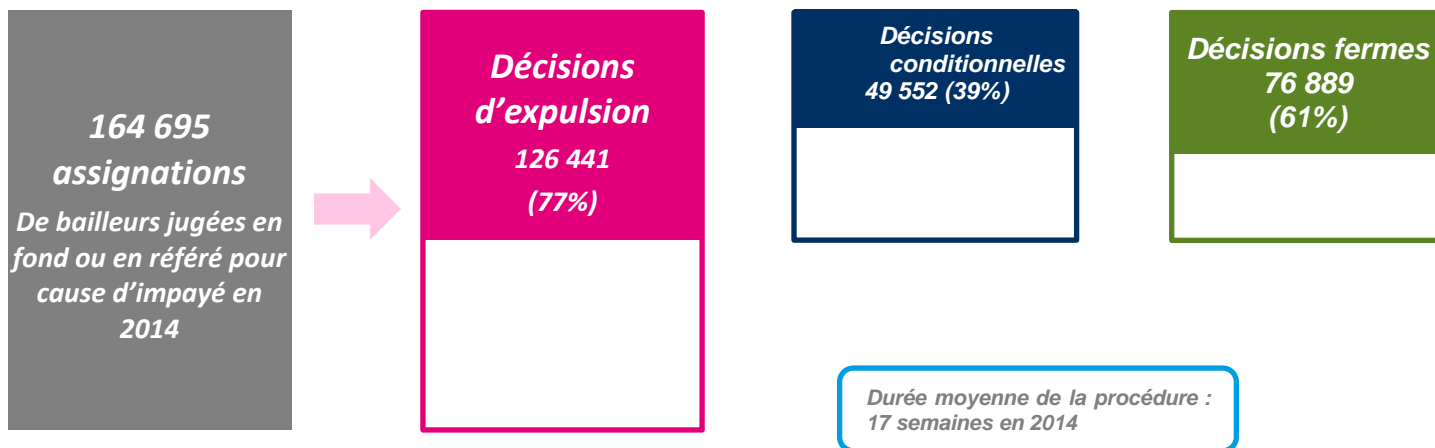 164 695
assignations
De bailleurs jugées en
fond ou en référé pour
cause d'impayé en
2014
Décisions
d'expulsion
126 441
(77%)
Décisions
conditionnelles
49 552 (39%)
Décisions fermes
76 889
(61%)
Durée moyenne de la procédure :
17 semaines en 2014